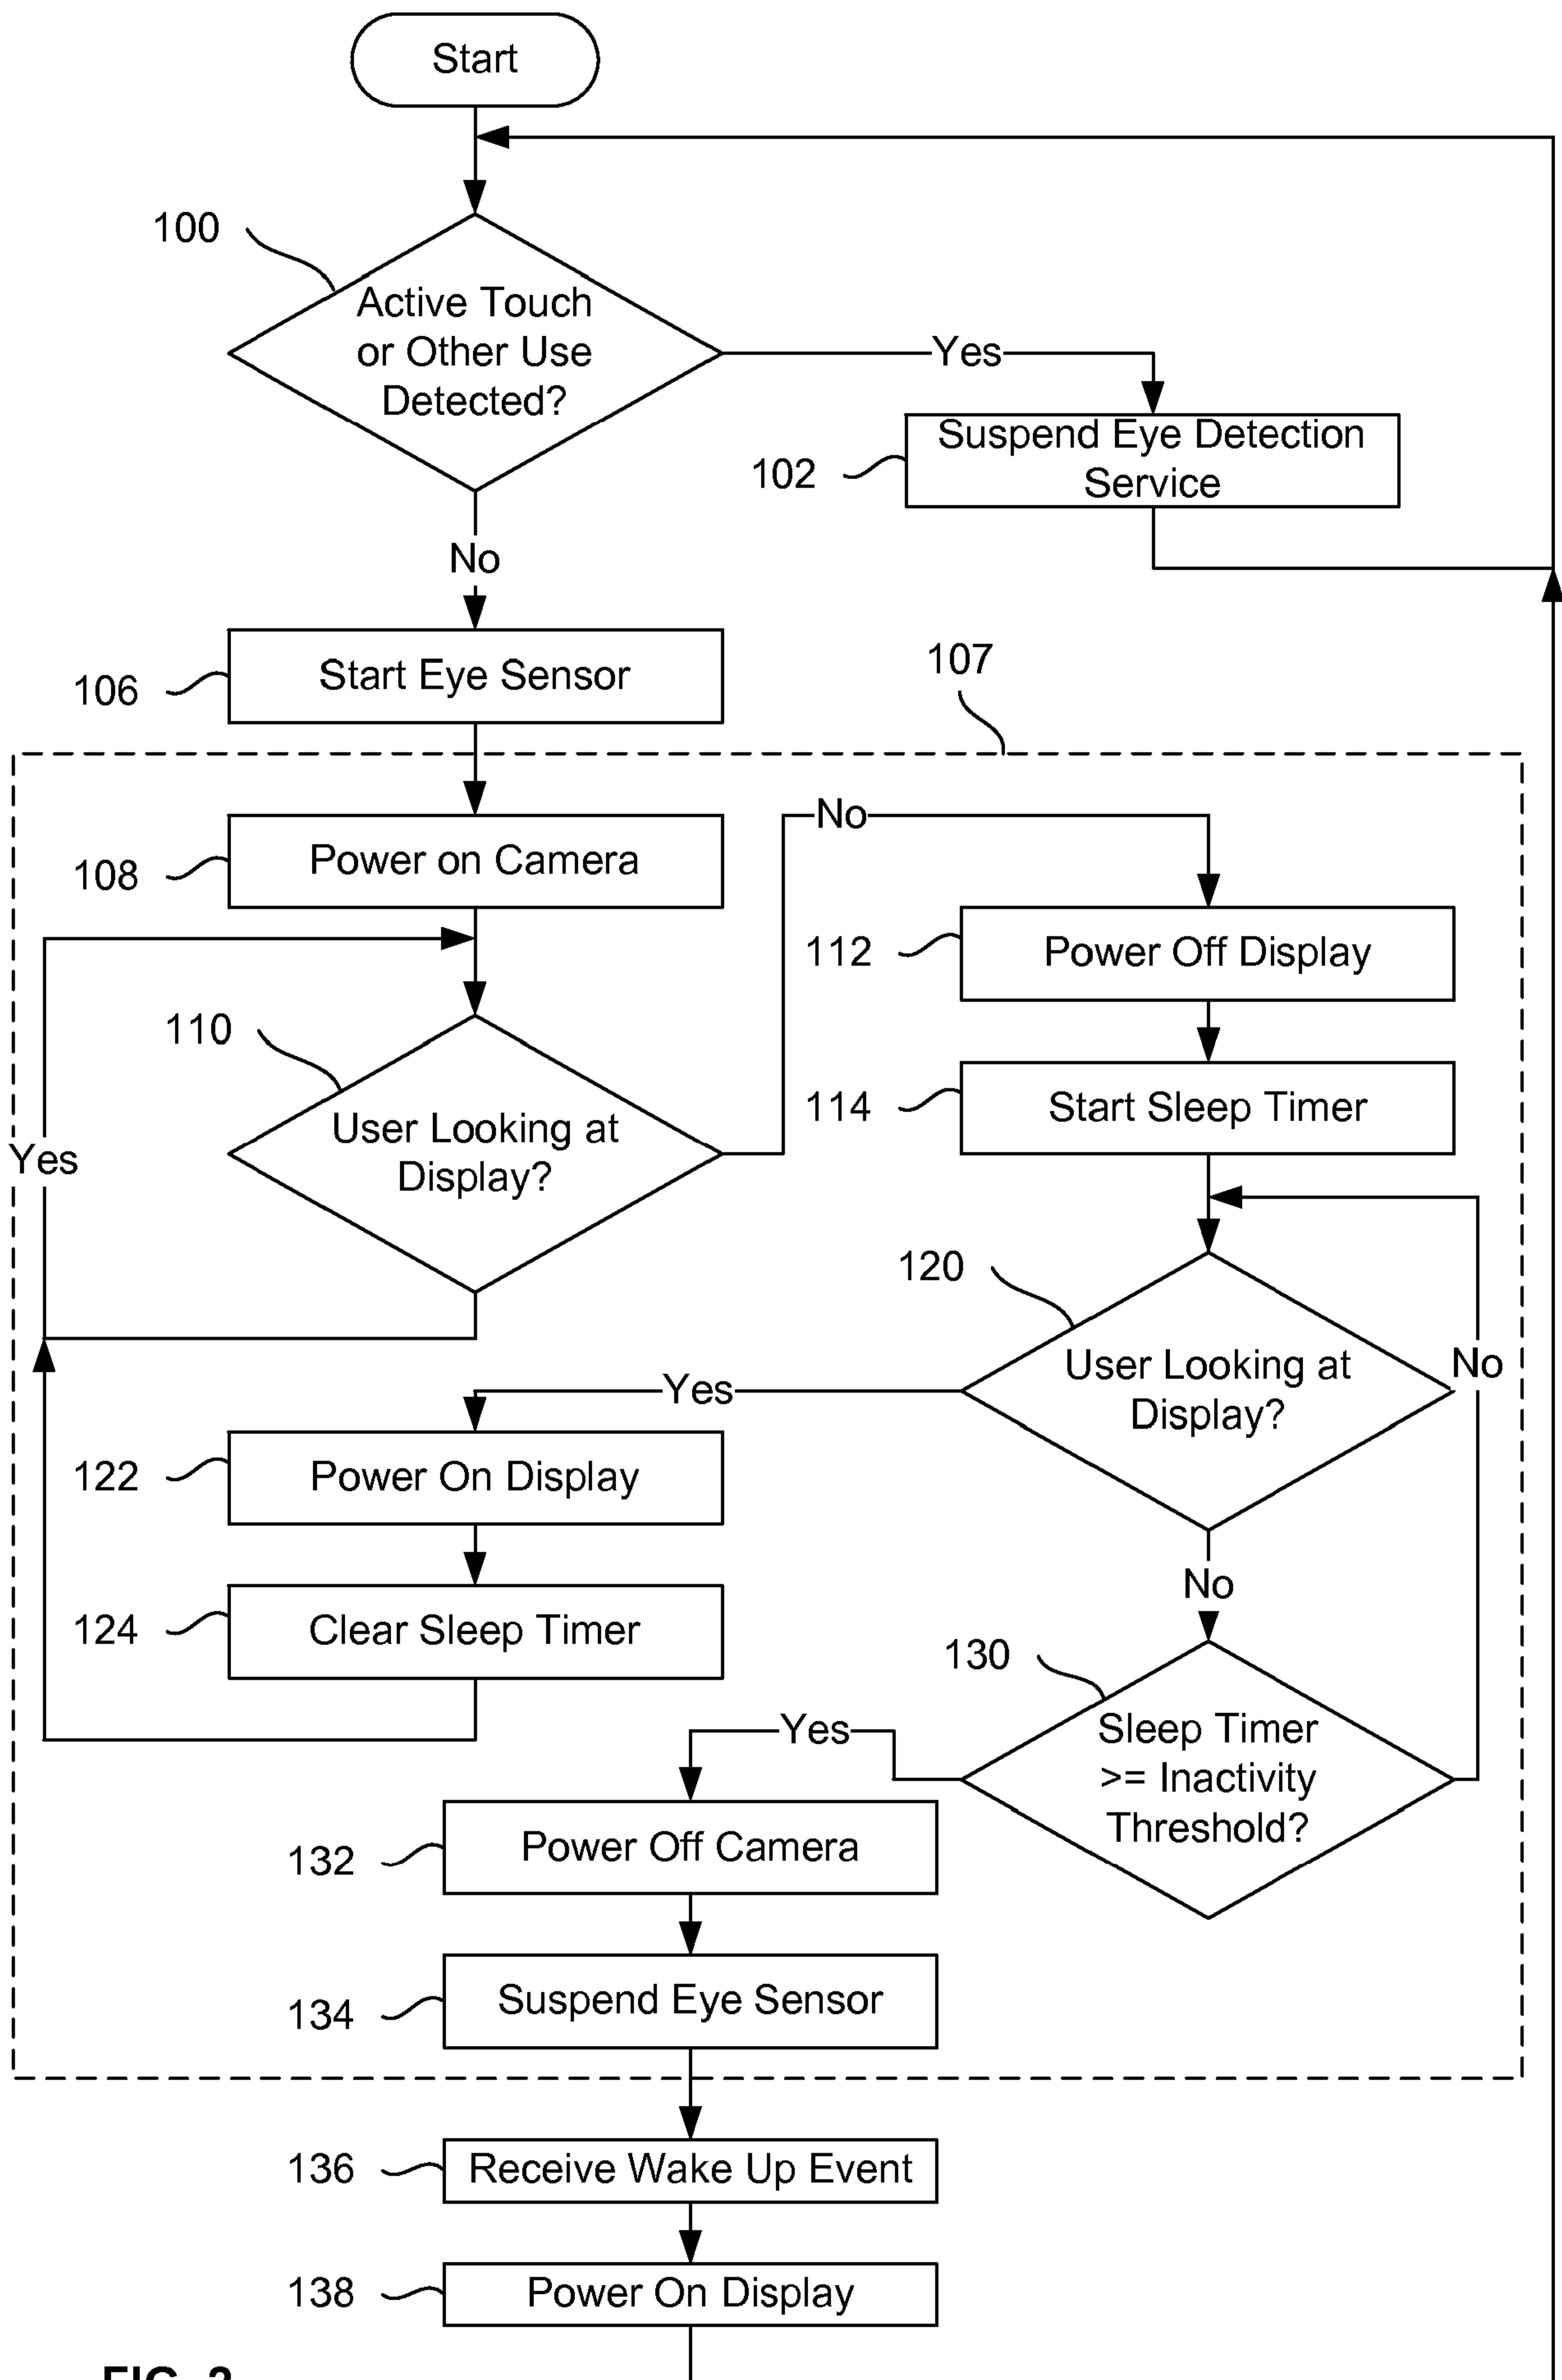 Start
100
Active Touch
or Other Use
Detected?
Yes
Suspend Eye Detection
Service
102
No
106
Start Eye Sensor
107
108
Power on Camera
No
112
Power Off Display
110
User Looking at
Display?
Yes
114
Start Sleep Timer
120
User Looking at
Display?
No
Yes
122
Power On Display
124
Clear Sleep Timer
No
130
Sleep Timer
>= Inactivity
Threshold?
Yes
132
Power Off Camera
134
Suspend Eye Sensor
136
Receive Wake Up Event
138
Power On Display